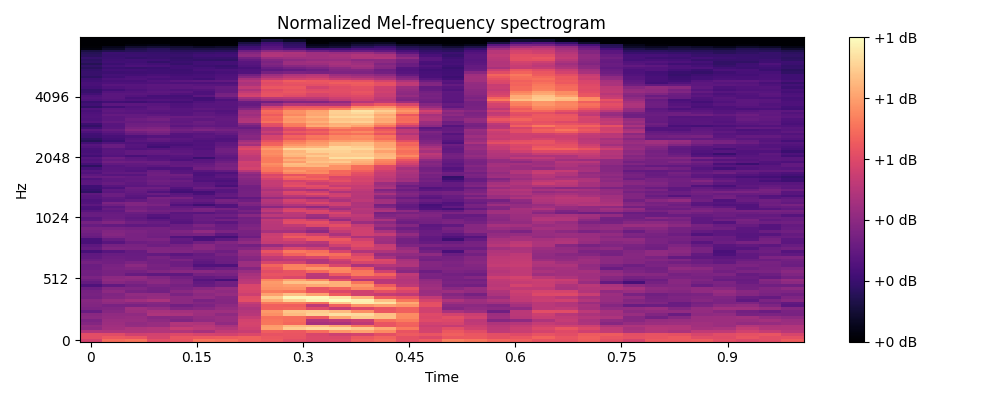 Normalized Mel-frequency spectrogram
Hz
4096
2048
1024
512
0
0 0.15 0.3 0.45 0.6 0.75 0.9
Time
+1 dB
+1 dB
+1 dB
+0 dB
+0 dB
+0 dB